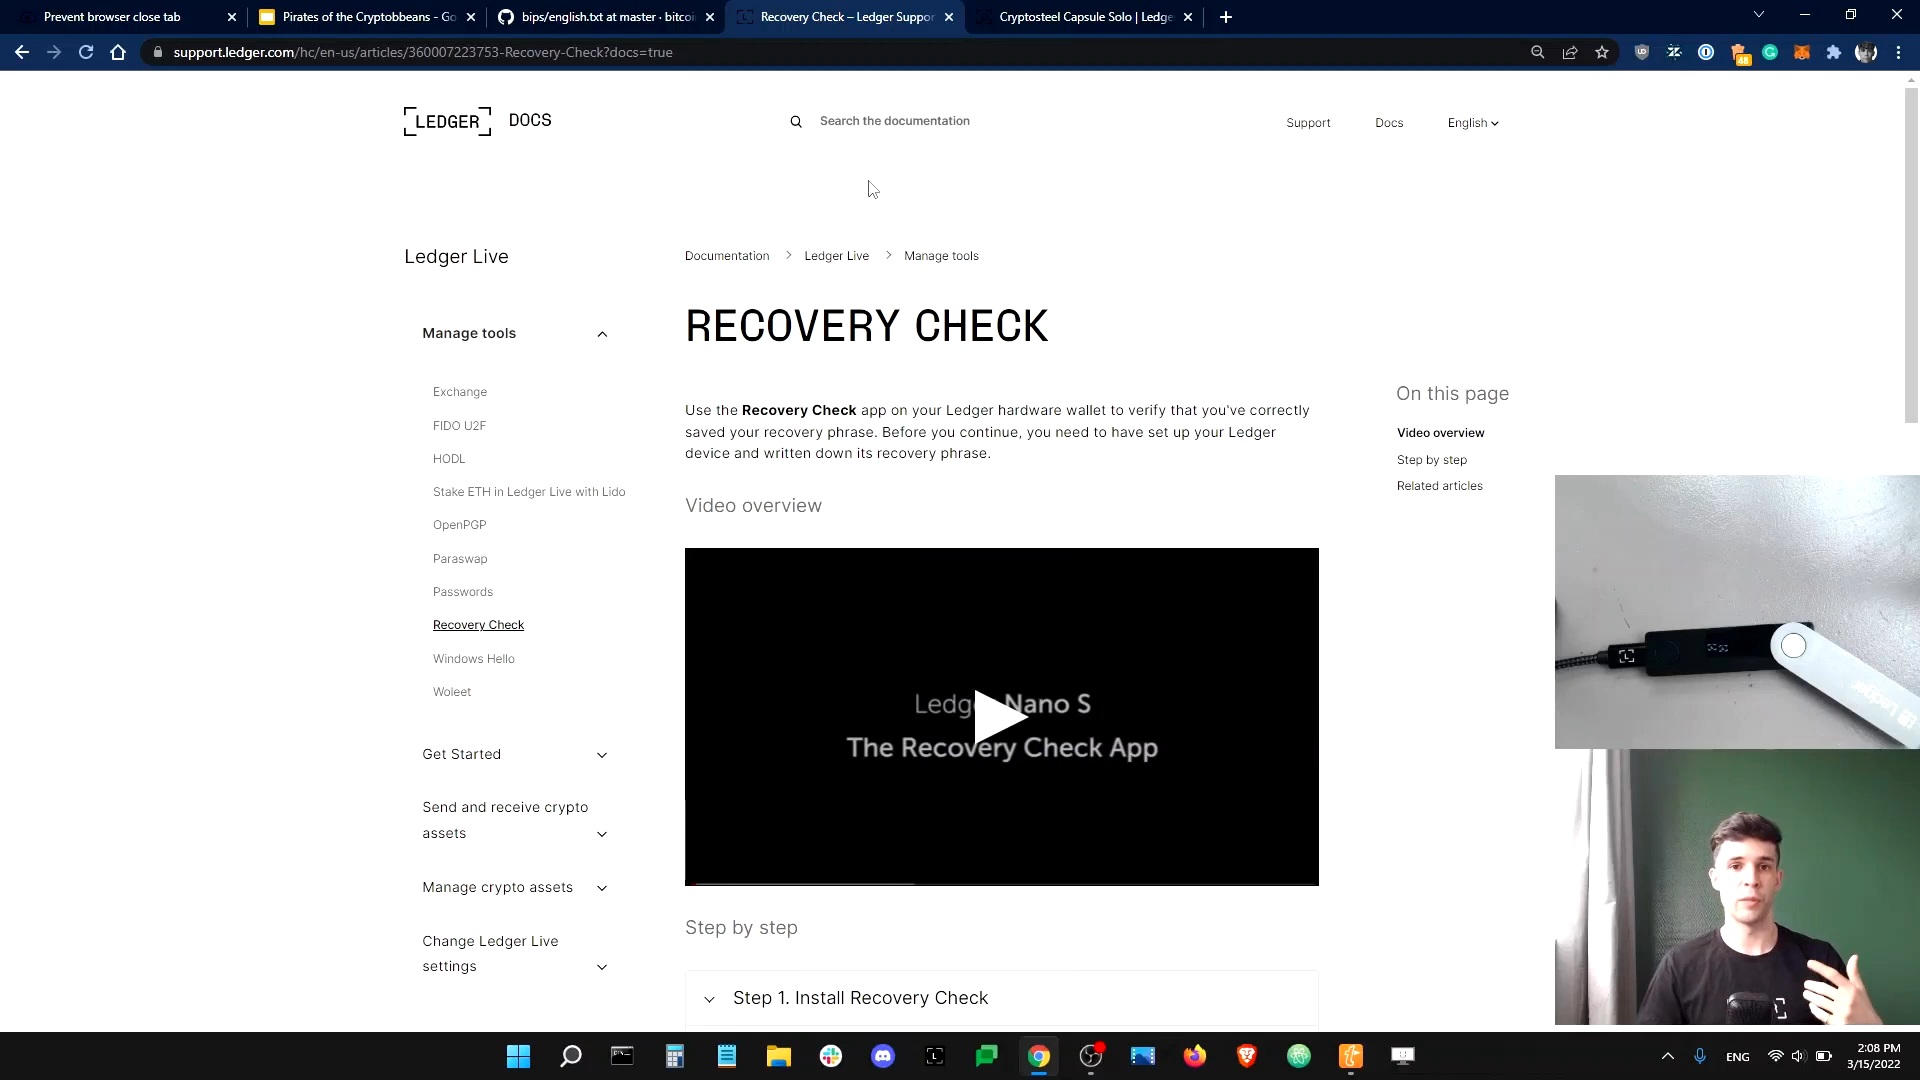 Prevent browser close tab
Pirates of the Cryptobbeans - Go
bips/english.txt at master · bitcoi
Recovery Check – Ledger Suppor
Cryptosteel Capsule Solo | Ledge
support.ledger.com/hc/en-us/articles/360007223753-Recovery-Check?docs=true
48
LEDGER DOCS
Search the documentation
Support
Docs
English
Ledger Live
Documentation > Ledger Live > Manage tools
Manage tools
RECOVERY CHECK
Exchange
FIDO U2F
HODL
Stake ETH in Ledger Live with Lido
OpenPGP
Paraswap
Passwords
Recovery Check
Windows Hello
Woleet
Get Started
Send and receive crypto
assets
Manage crypto assets
Change Ledger Live
settings
Use the Recovery Check app on your Ledger hardware wallet to verify that you've correctly
saved your recovery phrase. Before you continue, you need to have set up your Ledger
device and written down its recovery phrase.
Video overview
Ledger Nano S
The Recovery Check App
Step by step
Step 1. Install Recovery Check
On this page
Video overview
Step by step
Related articles
Ledger
ENG
2:08 PM
3/15/2022